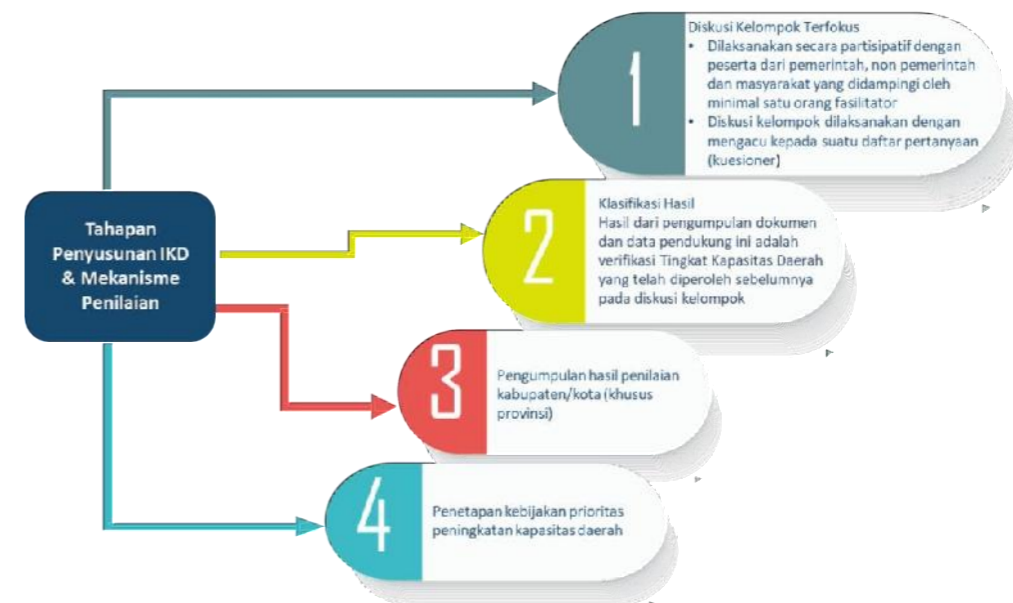 Tahapan
Penyusunan IKD
& Mekanisme
Penilaian
1
Diskusi Kelompok Terfokus
• Dilaksanakan secara partisipatif dengan
peserta dari pemerintah, non pemerintah
dan masyarakat yang didampingi oleh
minimal satu orang fasilitator
• Diskusi kelompok dilaksanakan dengan
mengacu kepada suatu daftar pertanyaan
(kuesioner)
2
Klasifikasi Hasil
Hasil dari pengumpulan dokumen
dan data pendukung ini adalah
verifikasi Tingkat Kapasitas Daerah
yang telah diperoleh sebelumnya
pada diskusi kelompok
3
Pengumpulan hasil penilaian
kabupaten/kota (khusus
provinsi)
4
Penetapan kebijakan prioritas
peningkatan kapasitas daerah